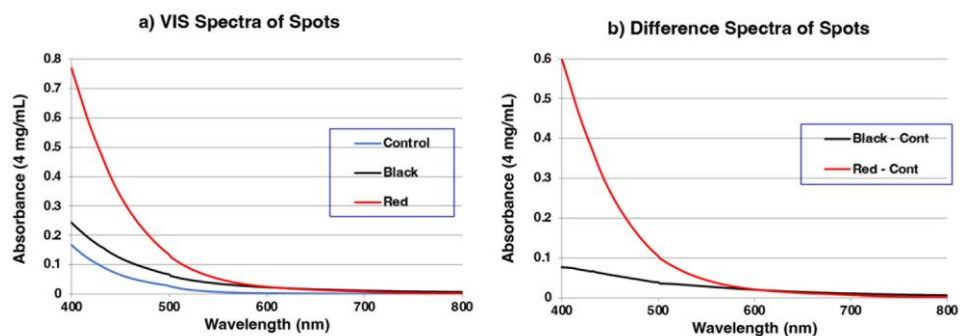 a) VIS Spectra of Spots
Absorbance (4 mg/mL)
0.8
0.7
0.6
0.5
0.4
0.3
0.2
0.1
0
400
500
600
700
800
Wavelength (nm)
Control
Black
Red
b) Difference Spectra of Spots
Absorbance (4 mg/mL)
0.6
0.5
0.4
0.3
0.2
0.1
0
400
500
600
700
800
Wavelength (nm)
Black - Cont
Red - Cont